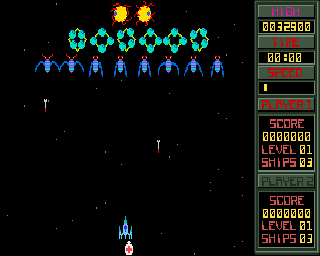 HIGH
0032900
TIME
00:00
SPEED
PLAYER 1
SCORE
0000000
LEVEL 01
SHIPS 03
PLAYER 2
SCORE
0000000
LEVEL 01
SHIPS 03